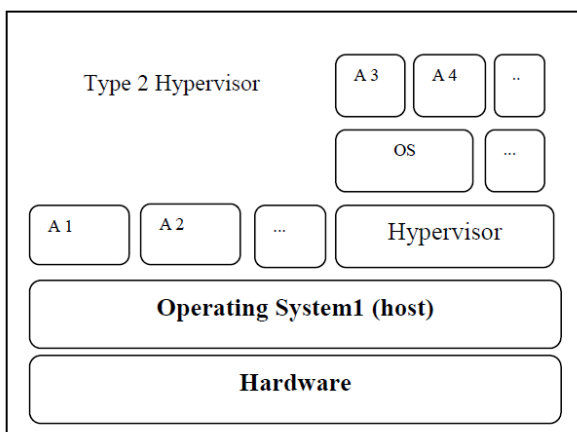 Type 2 Hypervisor
A 3
A 4
..
OS
...
A 1
A 2
...
Hypervisor
Operating System1 (host)
Hardware